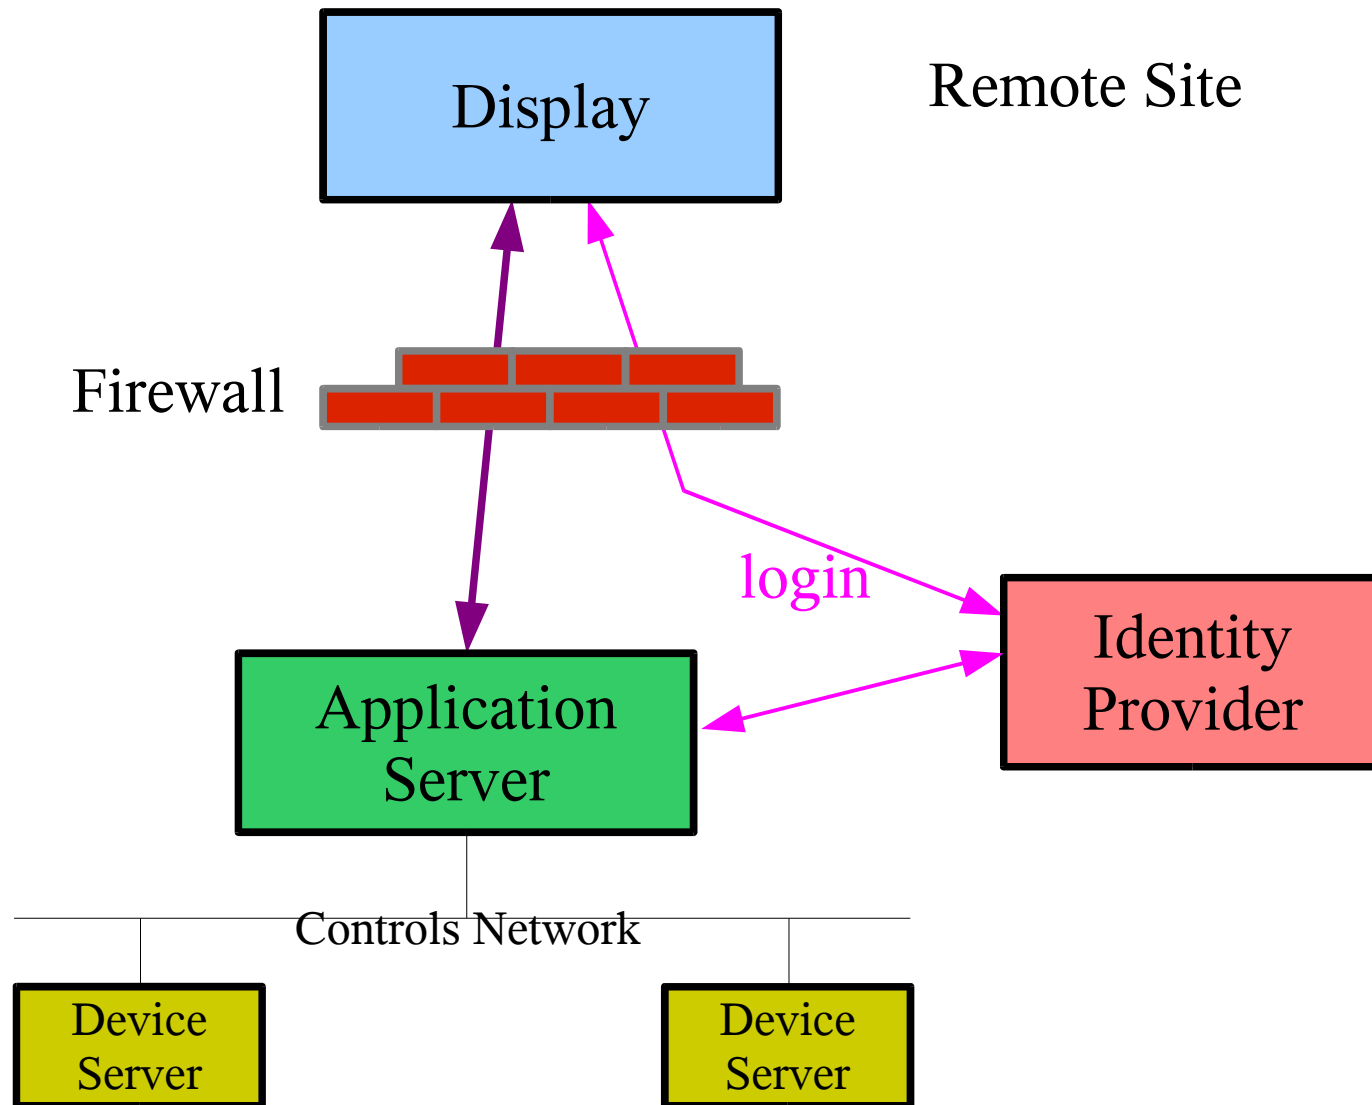 Display
Remote Site
Firewall
login
Identity
Provider
Application
Server
Controls Network
Device
Server
Device
Server